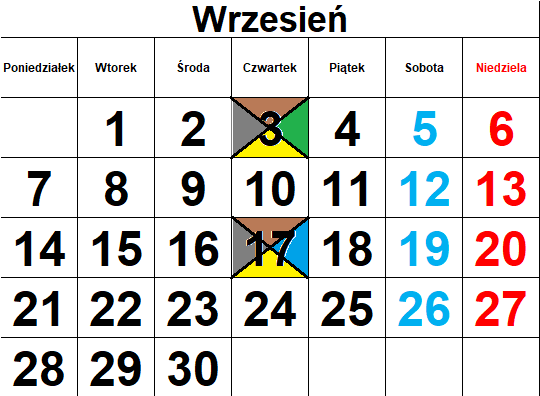 Wrzesień
Poniedziałek Wtorek Środa Czwartek Piątek Sobota Niedziela
1 2 3 4 5 6
7 8 9 10 11 12 13
14 15 16 17 18 19 20
21 22 23 24 25 26 27
28 29 30